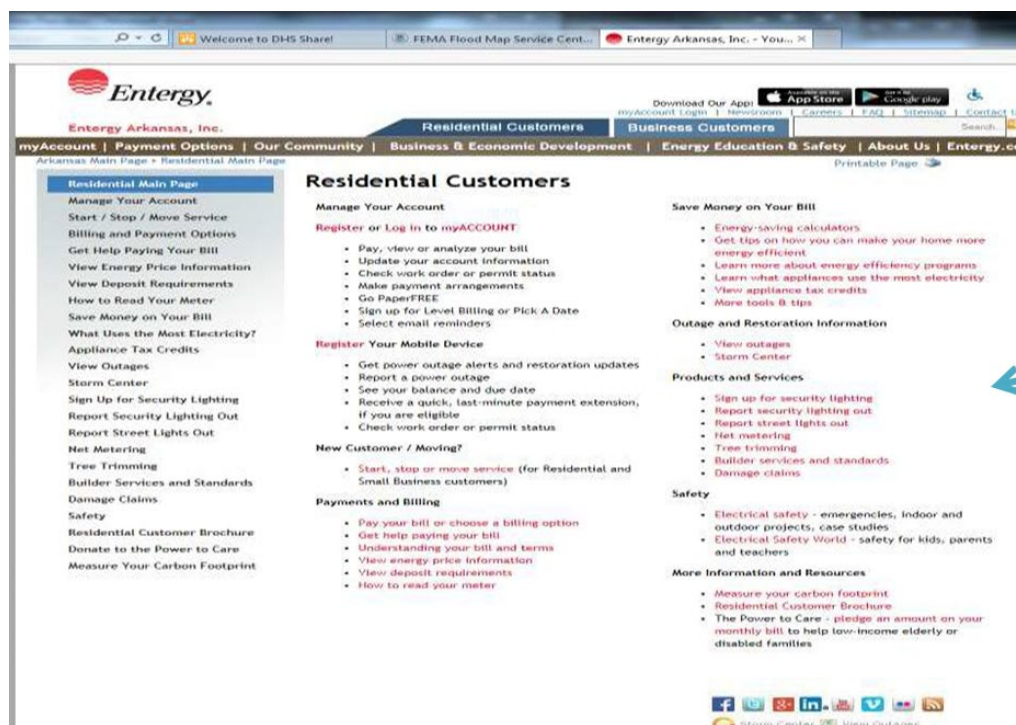 Welcome to DHS Share!
FEMA Flood Map Service Cent...
Entergy Arkansas, Inc. - You... ×
Entergy
Download Our App!
Available on the App Store
Get it on Google play
myAccount Login | Newsroom | Careers | FAQ | Sitemap | Contact
Entergy Arkansas, Inc.
Residential Customers
Business Customers
Search
myAccount | Payment Options | Our Community | Business & Economic Development | Energy Education & Safety | About Us |
Arkansas Main Page > Residential Main Page
Printable Page
Residential Main Page
Manage Your Account
Start / Stop / Move Service
Billing and Payment Options
Get Help Paying Your Bill
View Energy Price Information
View Deposit Requirements
How to Read Your Meter
Save Money on Your Bill
What Uses the Most Electricity?
Appliance Tax Credits
View Outages
Storm Center
Sign Up for Security Lighting
Report Security Lighting Out
Report Street Lights Out
Net Metering
Tree Trimming
Builder Services and Standards
Damage Claims
Safety
Residential Customer Brochure
Donate to the Power to Care
Measure Your Carbon Footprint
Residential Customers
Manage Your Account
Register or Log in to myACCOUNT
• Pay, view or analyze your bill
• Update your account information
• Check work order or permit status
• Make payment arrangements
• Go PaperFREE
• Sign up for Level Billing or Pick A Date
• Select email reminders
Register Your Mobile Device
• Get power outage alerts and restoration updates
• Report a power outage
• See your balance and due date
• Receive a quick, last-minute payment extension,
if you are eligible
• Check work order or permit status
New Customer / Moving?
• Start, stop or move service (for Residential and
Small Business customers)
Payments and Billing
• Pay your bill or choose a billing option
• Get help paying your bill
• Understanding your bill and terms
• View energy price information
• View deposit requirements
• How to read your meter
Save Money on Your Bill
• Energy-saving calculators
• Get tips on how you can make your home more
energy efficient
• Learn more about energy efficiency programs
• Learn what appliances use the most electricity
• View appliance tax credits
• More tools & tips
Outage and Restoration Information
• View outages
• Storm Center
Products and Services
• Sign up for security lighting
• Report security lighting out
• Report street lights out
• Net metering
• Tree trimming
• Builder services and standards
• Damage claims
Safety
• Electrical safety - emergencies, indoor and
outdoor projects, case studies
• Electrical Safety World - safety for kids, parents
and teachers
More Information and Resources
• Measure your carbon footprint
• Residential Customer Brochure
• The Power to Care - pledge an amount on your
monthly bill to help low-income elderly or
disabled families
Storm Center View Outages